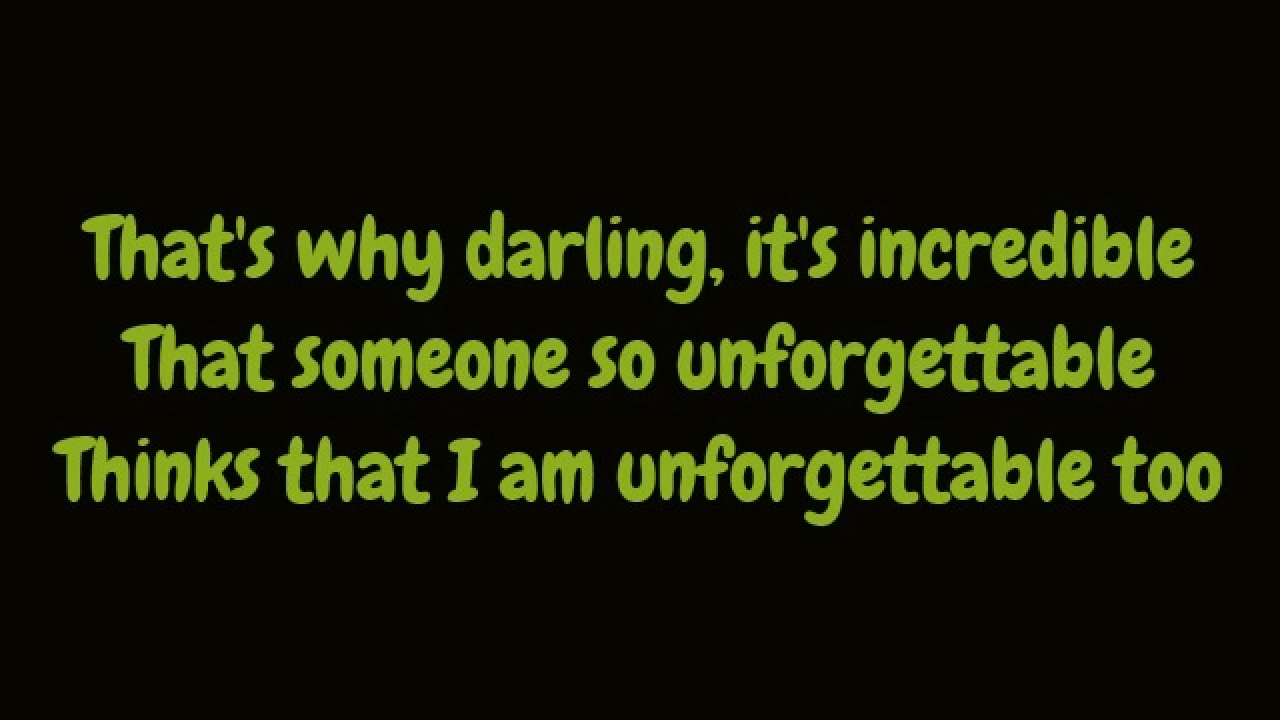 That's why darling, it's incredible
That someone so unforgettable
Thinks that I am unforgettable too